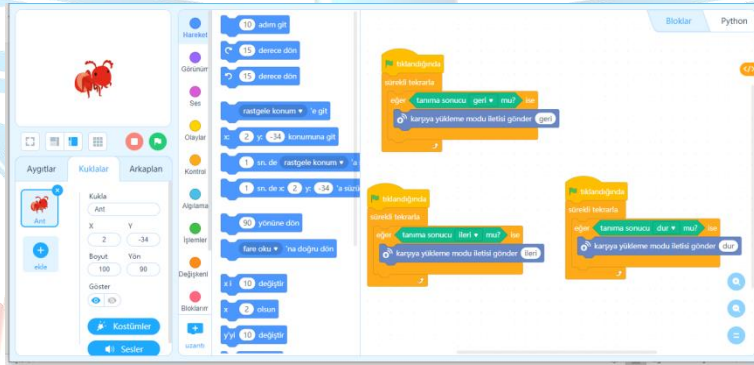 Bloklar
Python
Hareket
Görünüm
Ses
Olaylar
Kontrol
Algılama
İşlemler
Değişkenl
Bloklarım
uzantı
10 adım git
15 derece dön
15 derece dön
rastgele konum 'e git
x: 2 y: -34 konumuna git
1 sn. de rastgele konum 'a
1 sn. de x: 2 y: -34 'a süzü
90 yönüne dön
fare oku 'na doğru dön
x i 10 değiştir
x 2 olsun
y'yi 10 değiştir
Aygıtlar
Kuklalar
Arkaplan
Ant
ekle
Kukla
Ant
X Y
2 -34
Boyut Yön
100 90
Göster
Kostümler
Sesler
tıklandığında
sürekli tekrarla
eğer tanıma sonucu geri mu? ise
karşıya yükleme modu iletisi gönder geri
tıklandığında
sürekli tekrarla
eğer tanıma sonucu ileri mu? ise
karşıya yükleme modu iletisi gönder ileri
tıklandığında
sürekli tekrarla
eğer tanıma sonucu dur mu? ise
karşıya yükleme modu iletisi gönder dur